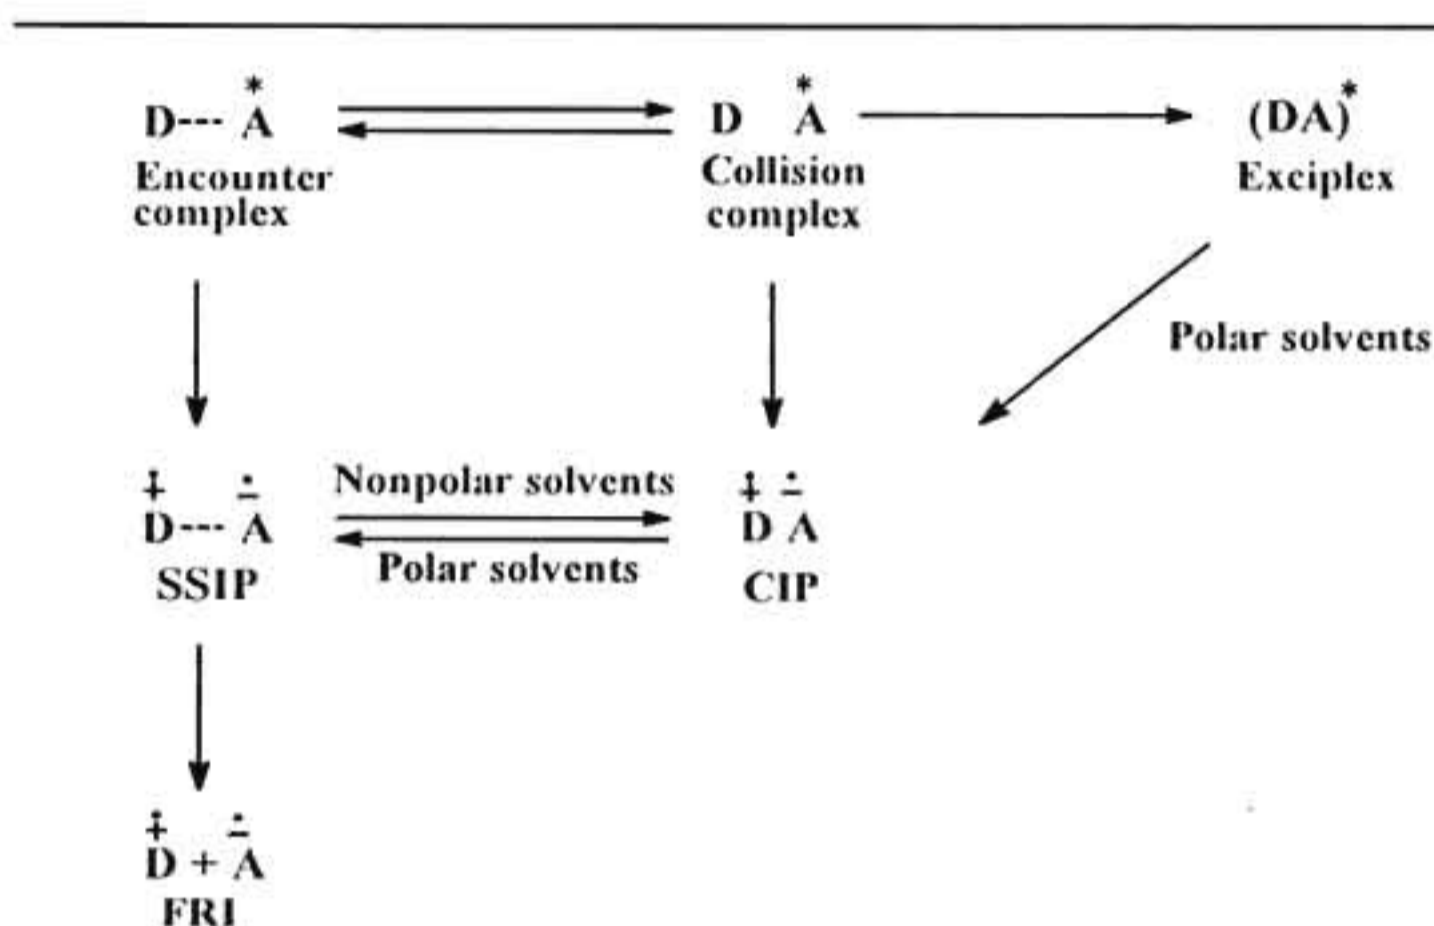 D--- A* D A* (DA)*
Encounter
complex
Collision
complex
Exciplex
Polar solvents
D•+--- A•- Nonpolar solvents D•+ A•-
Polar solvents
SSIP CIP
D•+ + A•-
FRI